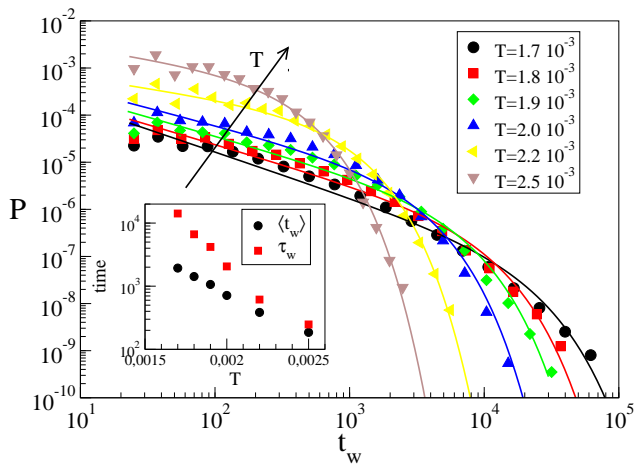 10^-2
10^-3
10^-4
10^-5
10^-6
10^-7
10^-8
10^-9
10^-10
P
T
T=1.7 10^-3
T=1.8 10^-3
T=1.9 10^-3
T=2.0 10^-3
T=2.2 10^-3
T=2.5 10^-3
10^4
10^3
10^2
time
⟨t_w⟩
τ_w
0,0015 0,002 0,0025
T
10^1 10^2 10^3 10^4 10^5
t_w